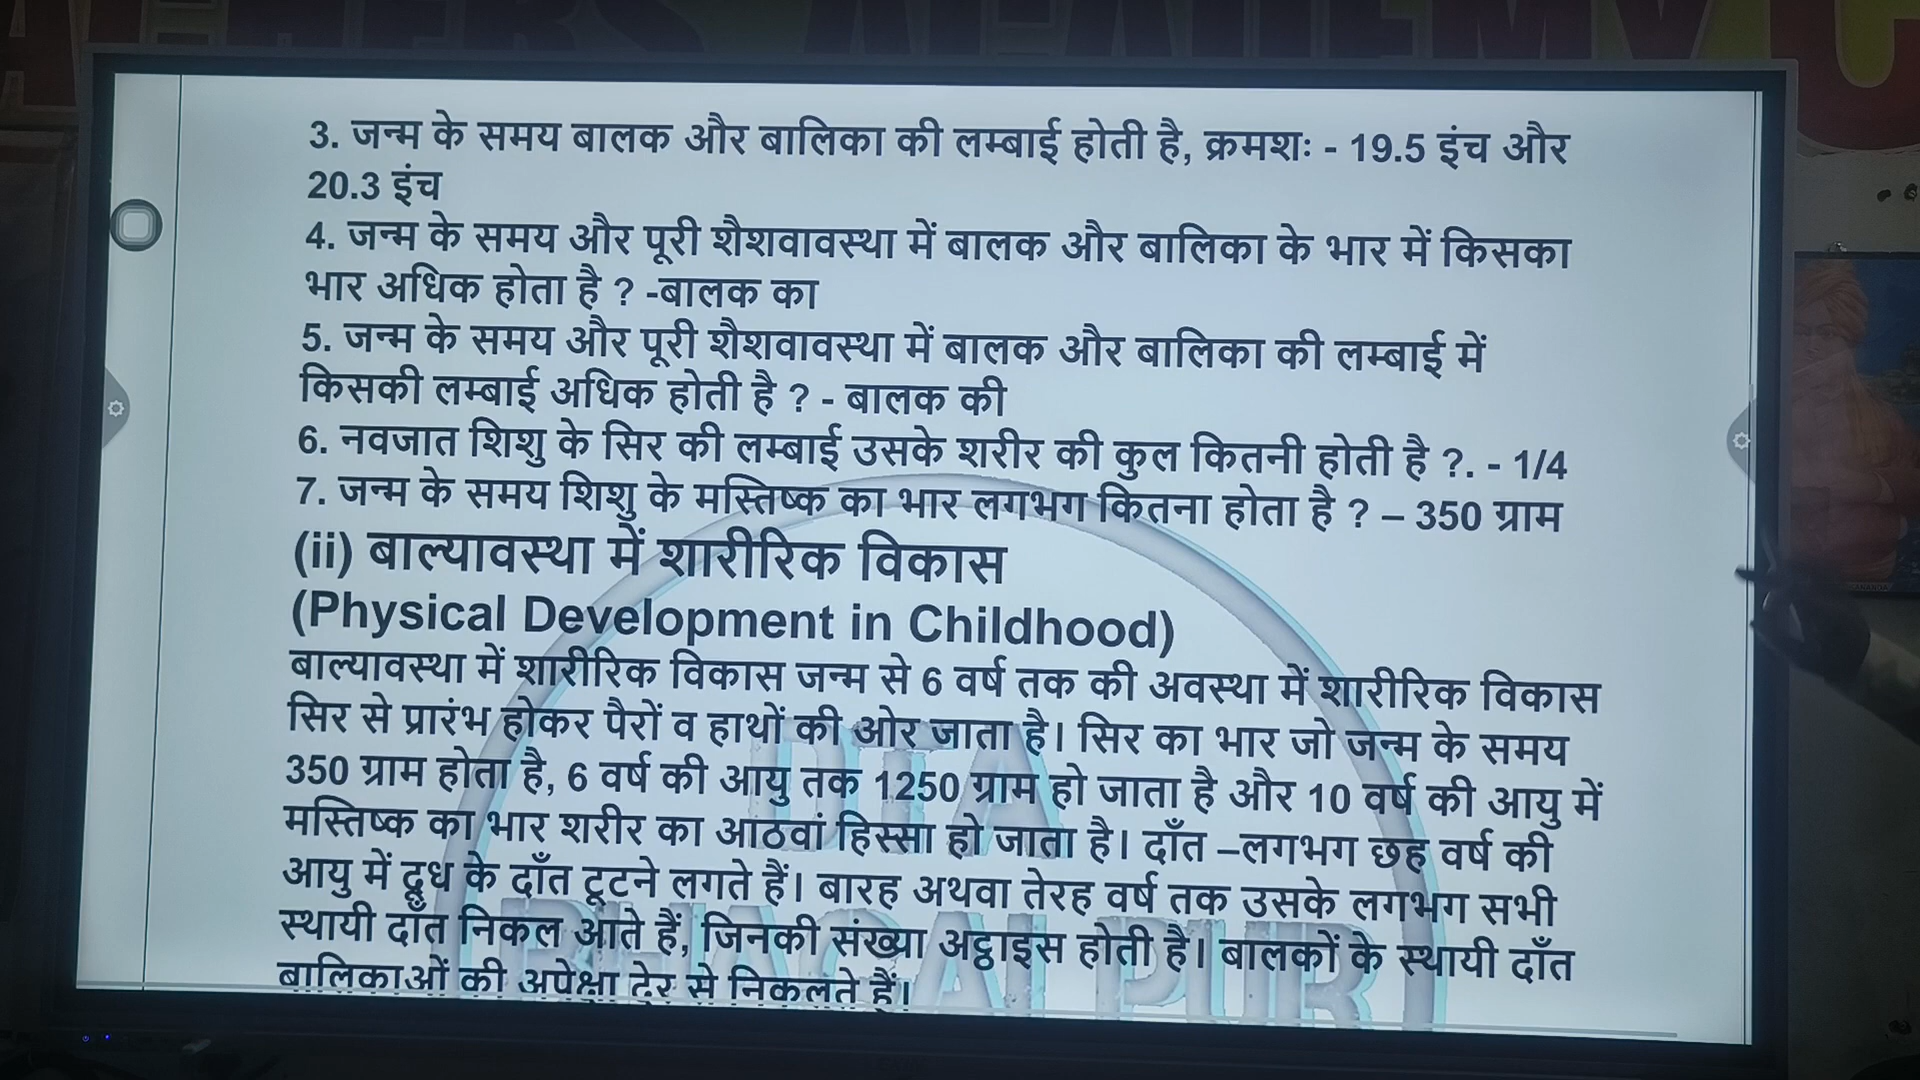 ACADEMY
3. जन्म के समय बालक और बालिका की लम्बाई होती है, क्रमशः - 19.5 इंच और
20.3 इंच
4. जन्म के समय और पूरी शैशवावस्था में बालक और बालिका के भार में किसका
भार अधिक होता है ? -बालक का
5. जन्म के समय और पूरी शैशवावस्था में बालक और बालिका की लम्बाई में
किसकी लम्बाई अधिक होती है ? - बालक की
6. नवजात शिशु के सिर की लम्बाई उसके शरीर की कुल कितनी होती है ?. - 1/4
7. जन्म के समय शिशु के मस्तिष्क का भार लगभग कितना होता है ? – 350 ग्राम
(ii) बाल्यावस्था में शारीरिक विकास
(Physical Development in Childhood)
बाल्यावस्था में शारीरिक विकास जन्म से 6 वर्ष तक की अवस्था में शारीरिक विकास
सिर से प्रारंभ होकर पैरों व हाथों की ओर जाता है। सिर का भार जो जन्म के समय
350 ग्राम होता है, 6 वर्ष की आयु तक 1250 ग्राम हो जाता है और 10 वर्ष की आयु में
मस्तिष्क का भार शरीर का आठवां हिस्सा हो जाता है। दाँत –लगभग छह वर्ष की
आयु में दूध के दाँत टूटने लगते हैं। बारह अथवा तेरह वर्ष तक उसके लगभग सभी
स्थायी दाँत निकल आते हैं, जिनकी संख्या अट्ठाइस होती है। बालकों के स्थायी दाँत
बालिकाओं की अपेक्षा देर से निकलते हैं।
DTA
BHAGALPUR